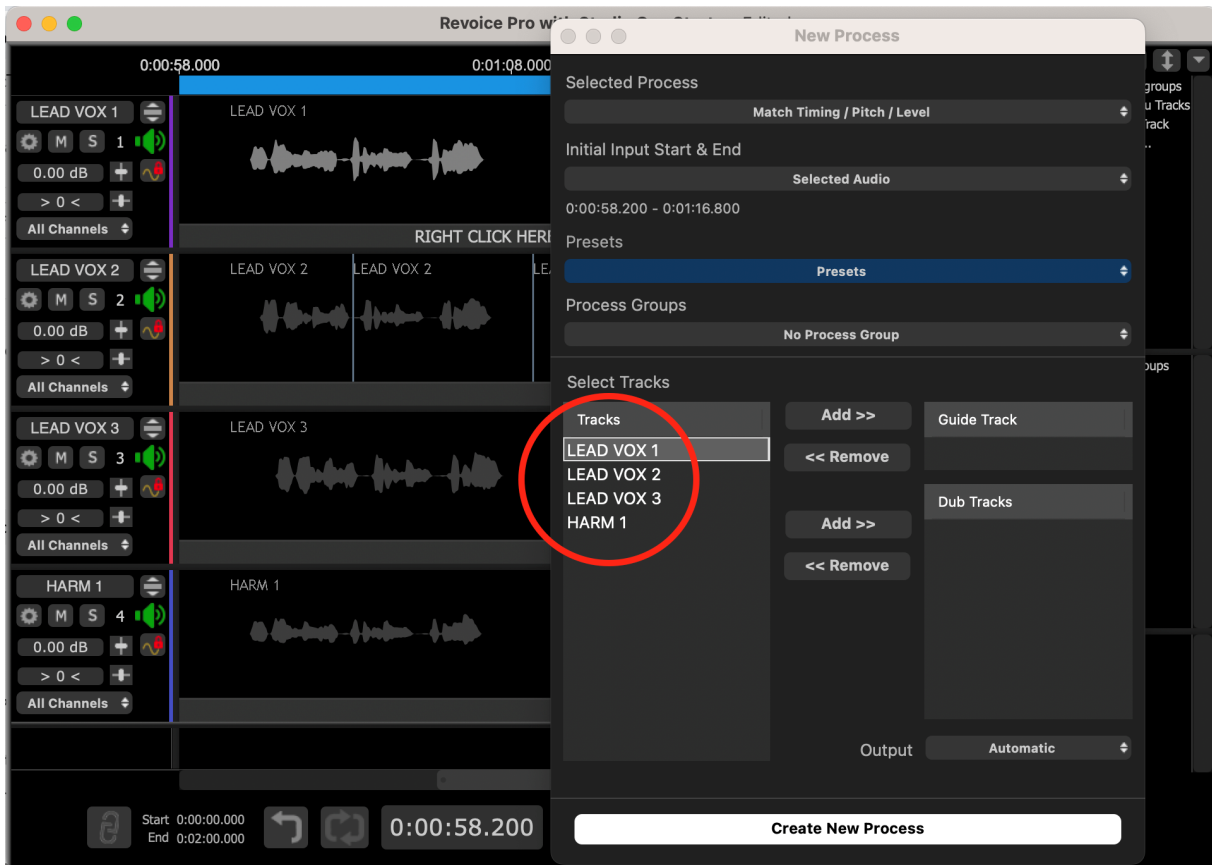 Revoice Pro
New Process
0:00:58.000
0:01:08.000
LEAD VOX 1
M S 1
0.00 dB
> 0 <
All Channels
LEAD VOX 1
RIGHT CLICK
LEAD VOX 2
M S 2
0.00 dB
> 0 <
All Channels
LEAD VOX 2
LEAD VOX 2
LEAD VOX 3
M S 3
0.00 dB
> 0 <
All Channels
LEAD VOX 3
HARM 1
M S 4
0.00 dB
> 0 <
All Channels
HARM 1
Start 0:00:00.000
End 0:02:00.000
0:00:58.200
Selected Process
Match Timing / Pitch / Level
Initial Input Start & End
Selected Audio
0:00:58.200 - 0:01:16.800
Presets
Presets
Process Groups
No Process Group
Select Tracks
Tracks
LEAD VOX 1
LEAD VOX 2
LEAD VOX 3
HARM 1
Add >>
<< Remove
Add >>
<< Remove
Guide Track
Dub Tracks
Output
Automatic
Create New Process
groups
Tracks